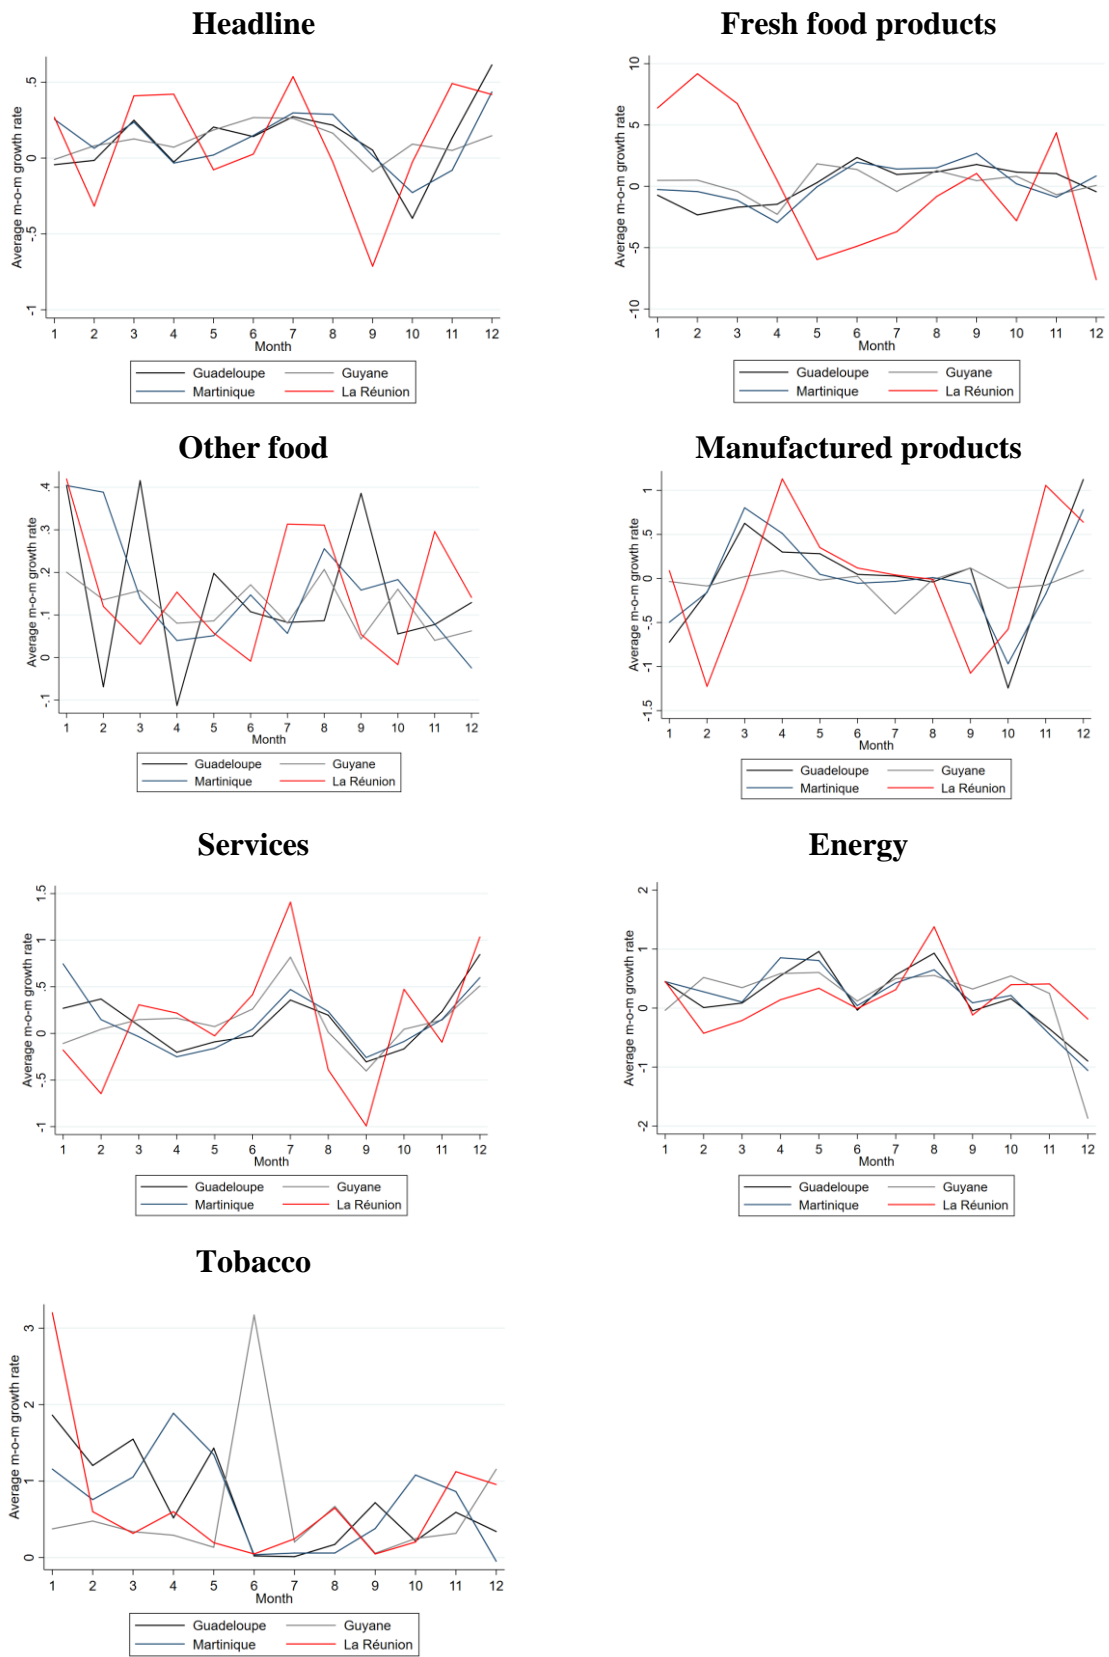 Headline
Average m-o-m growth rate
.5
0
-.5
-1
1 2 3 4 5 6 7 8 9 10 11 12
Month
Guadeloupe Guyane
Martinique La Réunion
Fresh food products
Average m-o-m growth rate
10
5
0
-5
-10
1 2 3 4 5 6 7 8 9 10 11 12
Month
Guadeloupe Guyane
Martinique La Réunion
Other food
Average m-o-m growth rate
.4
.3
.2
.1
0
-.1
1 2 3 4 5 6 7 8 9 10 11 12
Month
Guadeloupe Guyane
Martinique La Réunion
Manufactured products
Average m-o-m growth rate
1
.5
0
-.5
-1
-1.5
1 2 3 4 5 6 7 8 9 10 11 12
Month
Guadeloupe Guyane
Martinique La Réunion
Services
Average m-o-m growth rate
1.5
1
.5
0
-.5
-1
1 2 3 4 5 6 7 8 9 10 11 12
Month
Guadeloupe Guyane
Martinique La Réunion
Energy
Average m-o-m growth rate
2
1
0
-1
-2
1 2 3 4 5 6 7 8 9 10 11 12
Month
Guadeloupe Guyane
Martinique La Réunion
Tobacco
Average m-o-m growth rate
3
2
1
0
1 2 3 4 5 6 7 8 9 10 11 12
Month
Guadeloupe Guyane
Martinique La Réunion